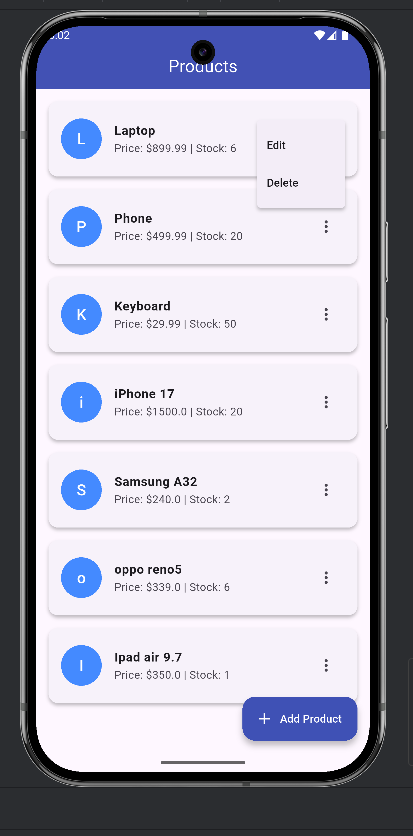 :02
Products
L
Laptop
Price: $899.99 | Stock: 6
Edit
Delete
P
Phone
Price: $499.99 | Stock: 20
K
Keyboard
Price: $29.99 | Stock: 50
i
iPhone 17
Price: $1500.0 | Stock: 20
S
Samsung A32
Price: $240.0 | Stock: 2
o
oppo reno5
Price: $339.0 | Stock: 6
I
Ipad air 9.7
Price: $350.0 | Stock: 1
+ Add Product